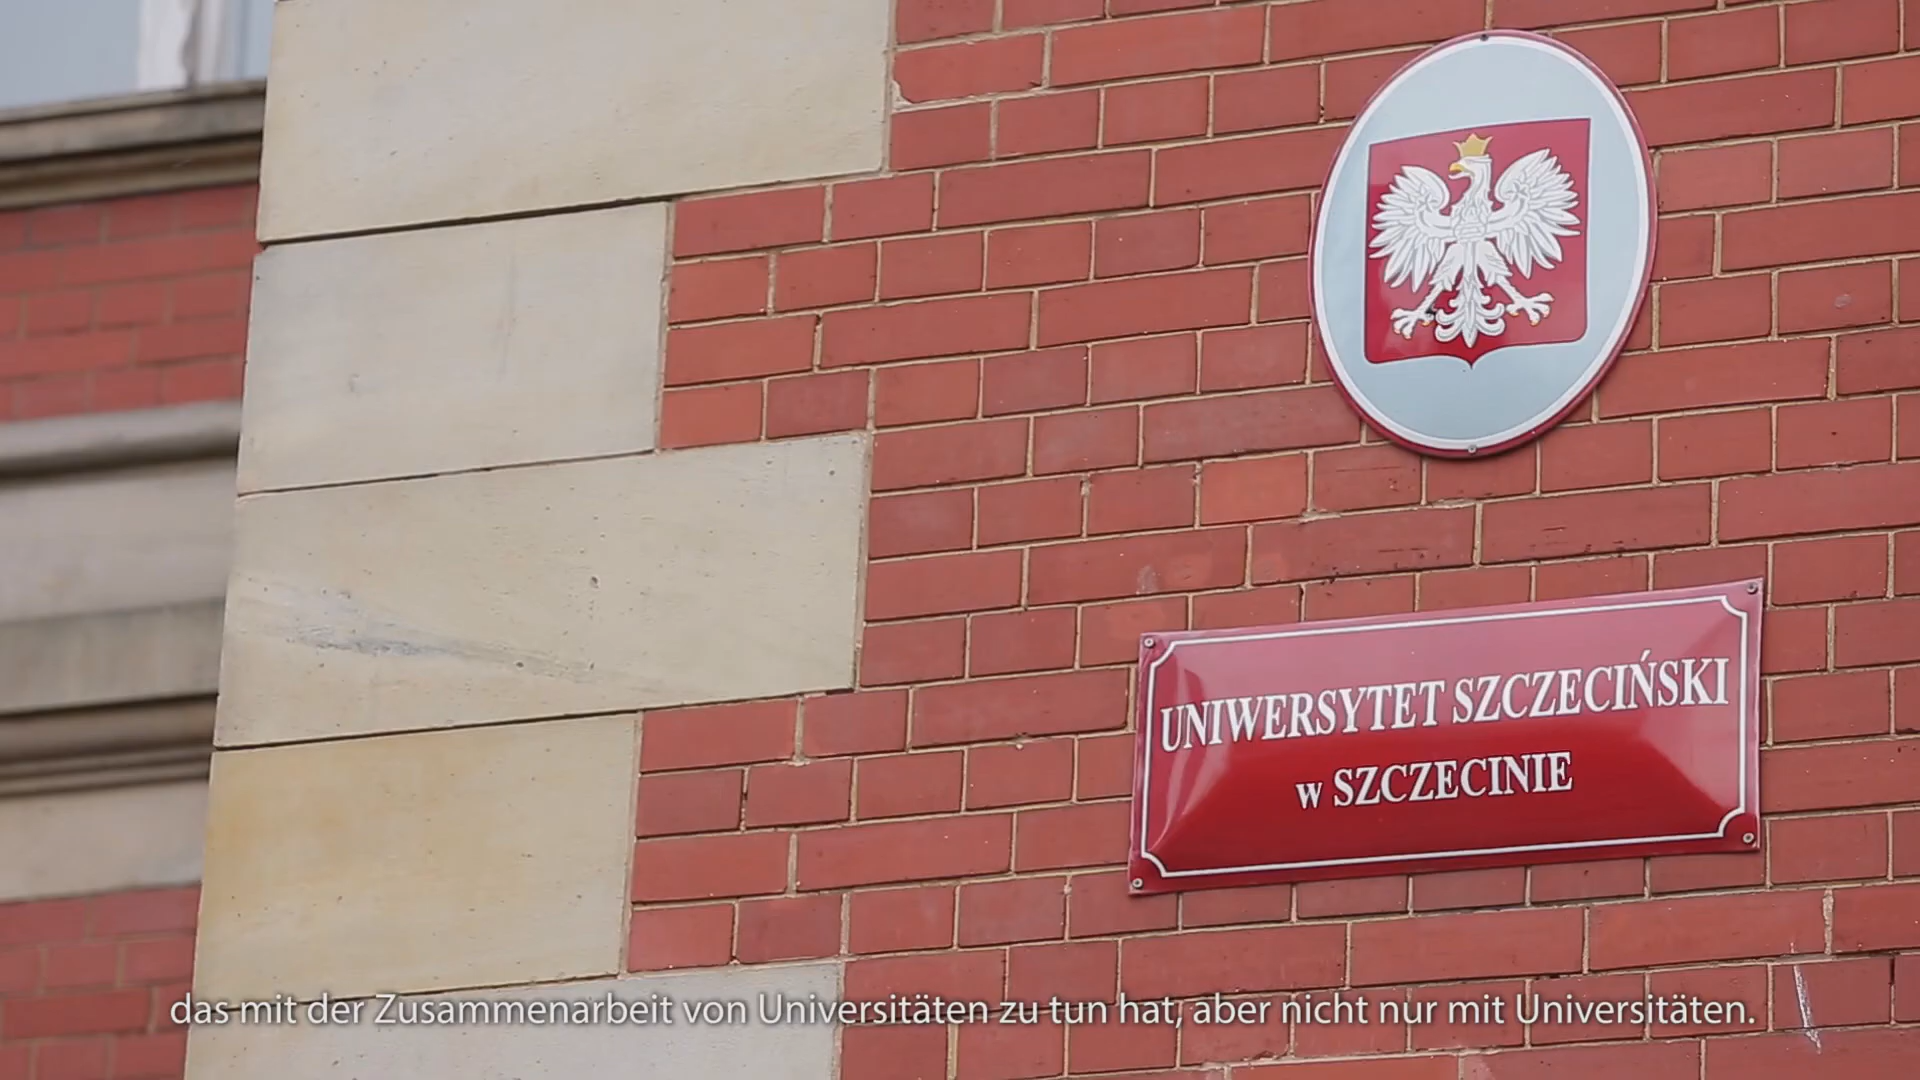 UNIWERSYTET SZCZECIŃSKI
w SZCZECINIE
das mit der Zusammenarbeit von Universitäten zu tun hat, aber nicht nur mit Universitäten.